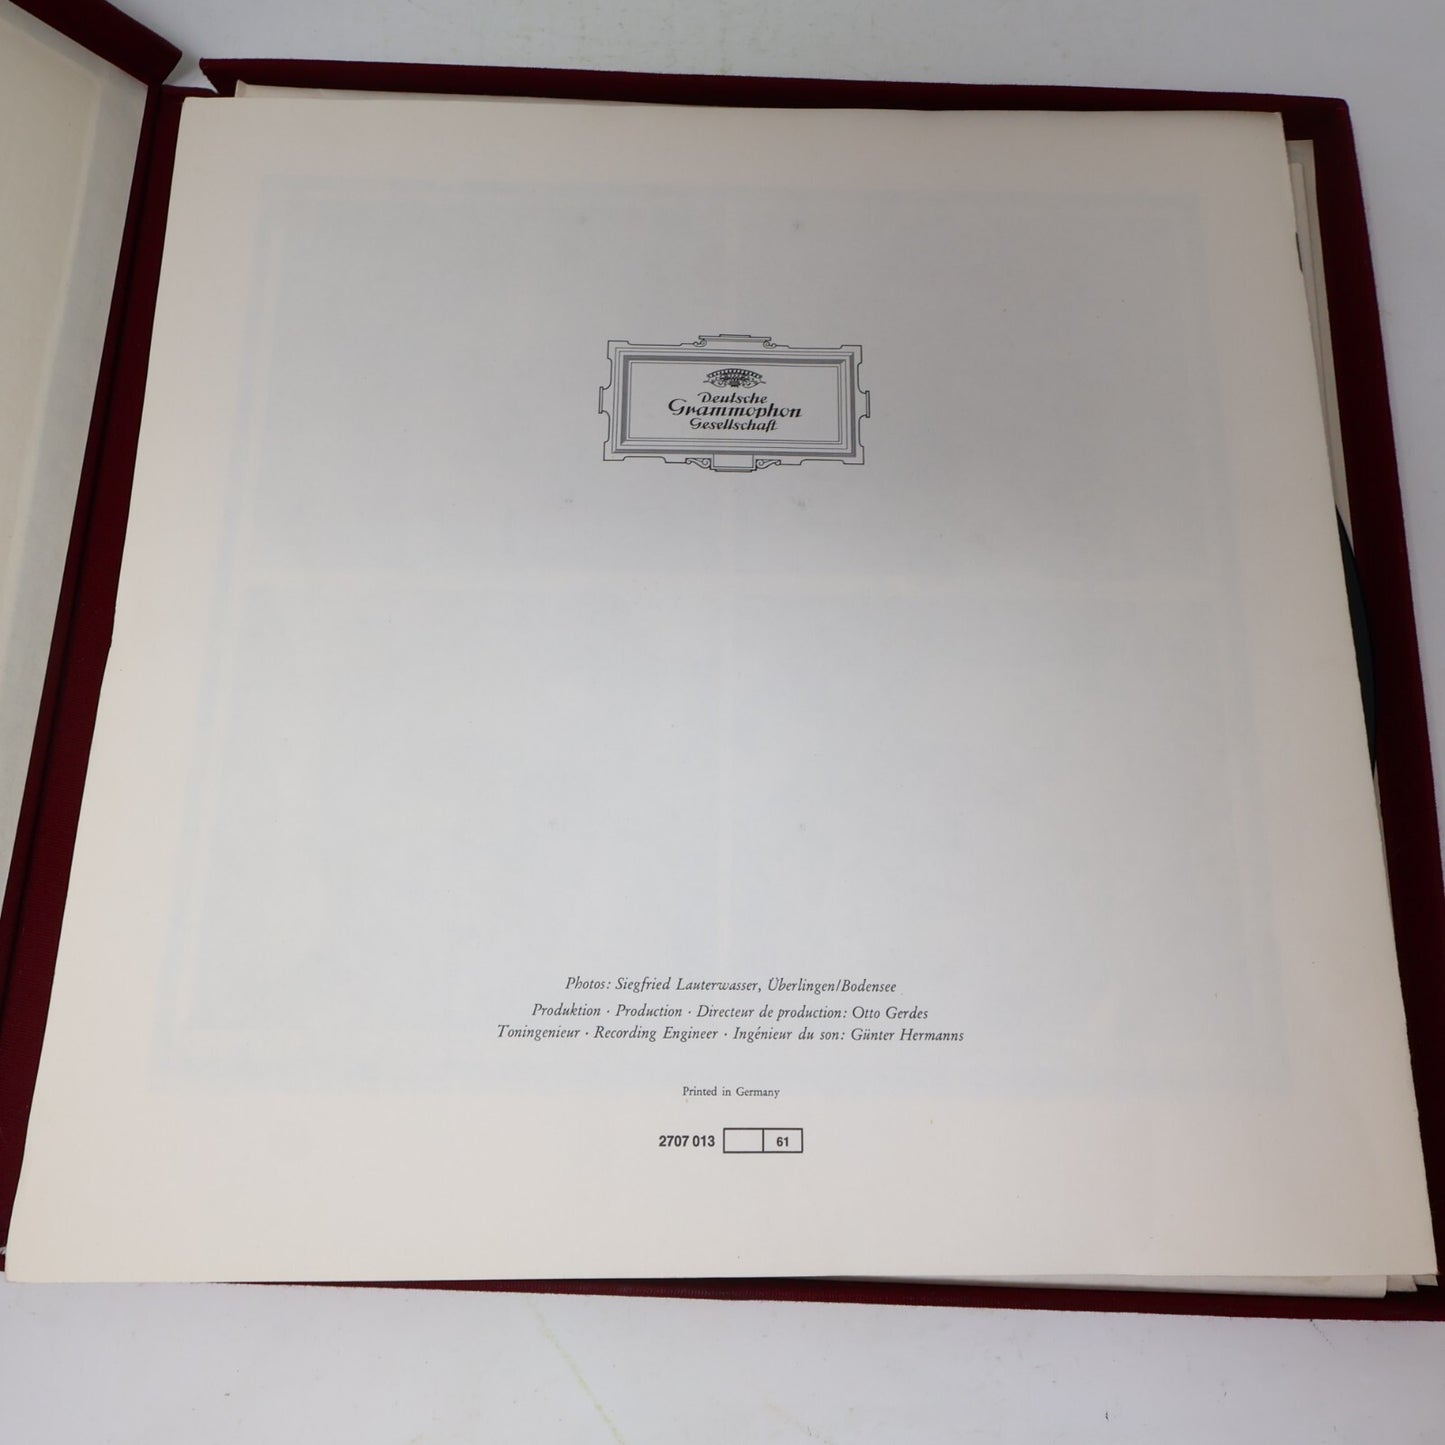 Deutsche
Grammophon
Gesellschaft
Photos: Siegfried Lauterwasser, Überlingen/Bodensee
Produktion · Production · Directeur de production: Otto Gerdes
Toningenieur · Recording Engineer · Ingénieur du son: Günter Hermanns
Printed in Germany
2707 013 61